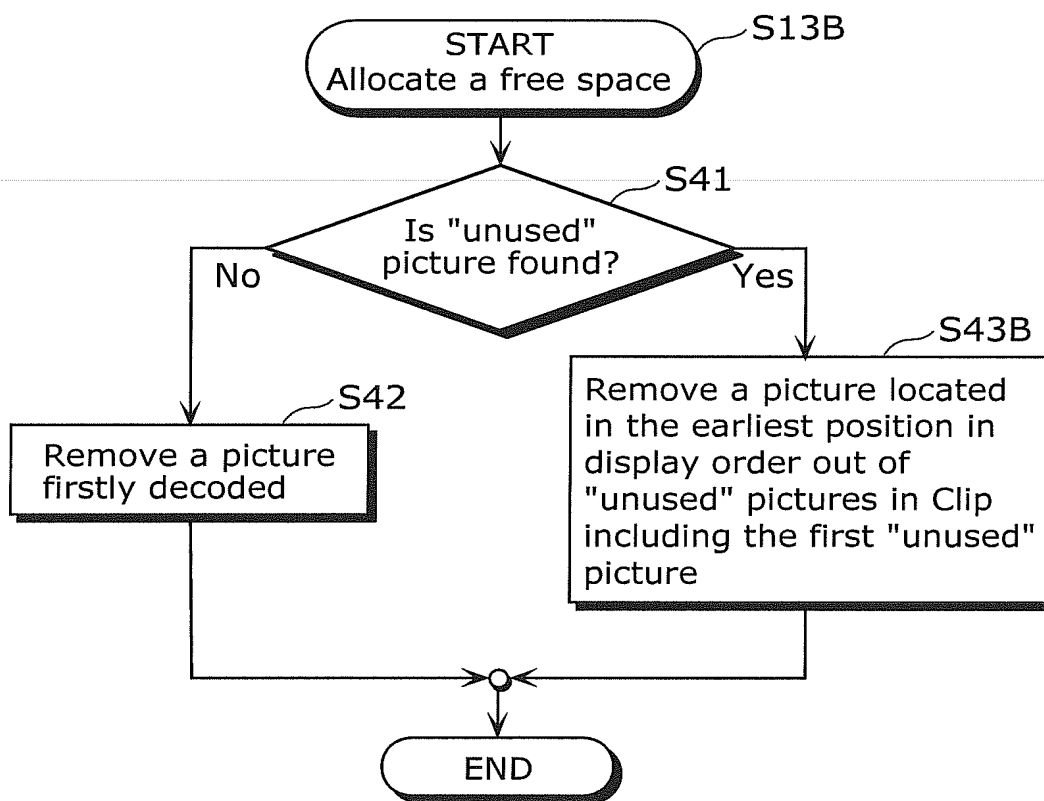 S13B
START
Allocate a free space
S41
Is "unused"
picture found?
No
Yes
S43B
S42
Remove a picture
firstly decoded
Remove a picture located
in the earliest position in
display order out of
"unused" pictures in Clip
including the first "unused"
picture
END